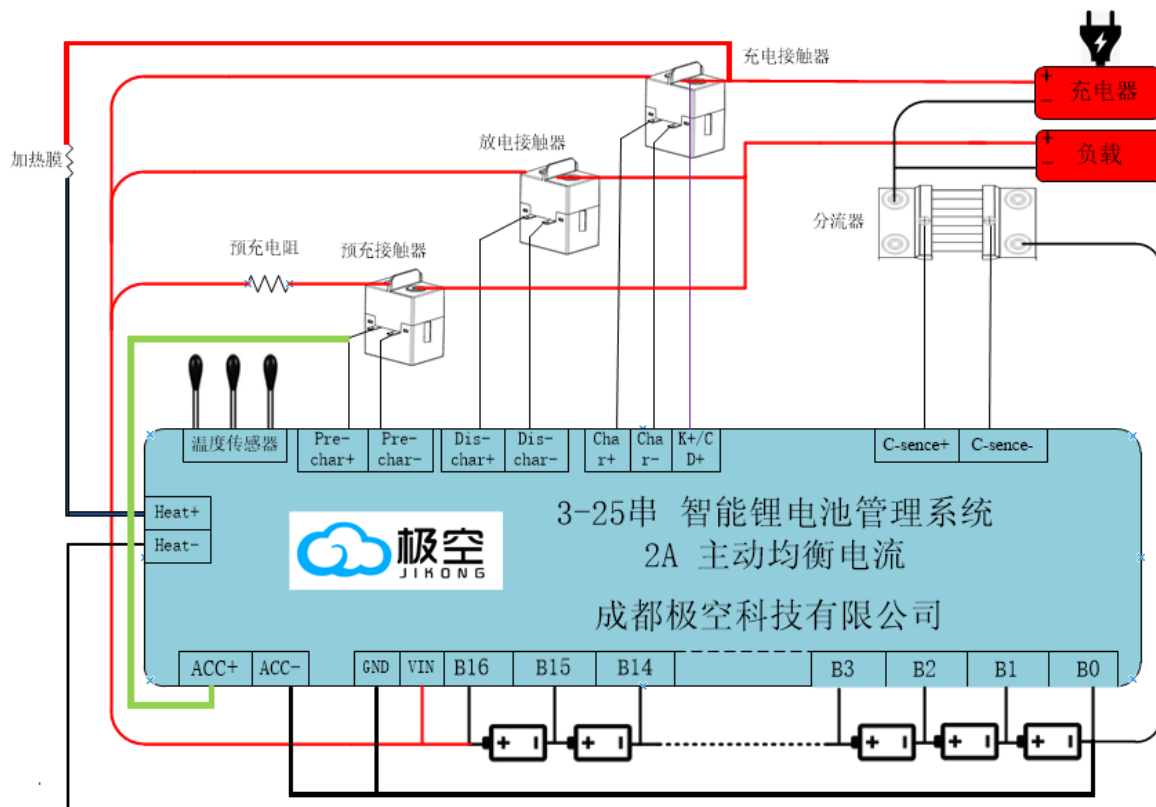 充电接触器
+
充电器
−
放电接触器
+
负载
−
加热膜
分流器
预充电阻
预充接触器
温度传感器
Pre-
char+
Pre-
char-
Dis-
char+
Dis-
char-
Cha
r+
Cha
r-
K+/C
D+
C-sence+
C-sence-
Heat+
Heat-
极空
JIKONG
3-25串 智能锂电池管理系统
2A 主动均衡电流
成都极空科技有限公司
ACC+
ACC-
GND
VIN
B16
B15
B14
B3
B2
B1
B0